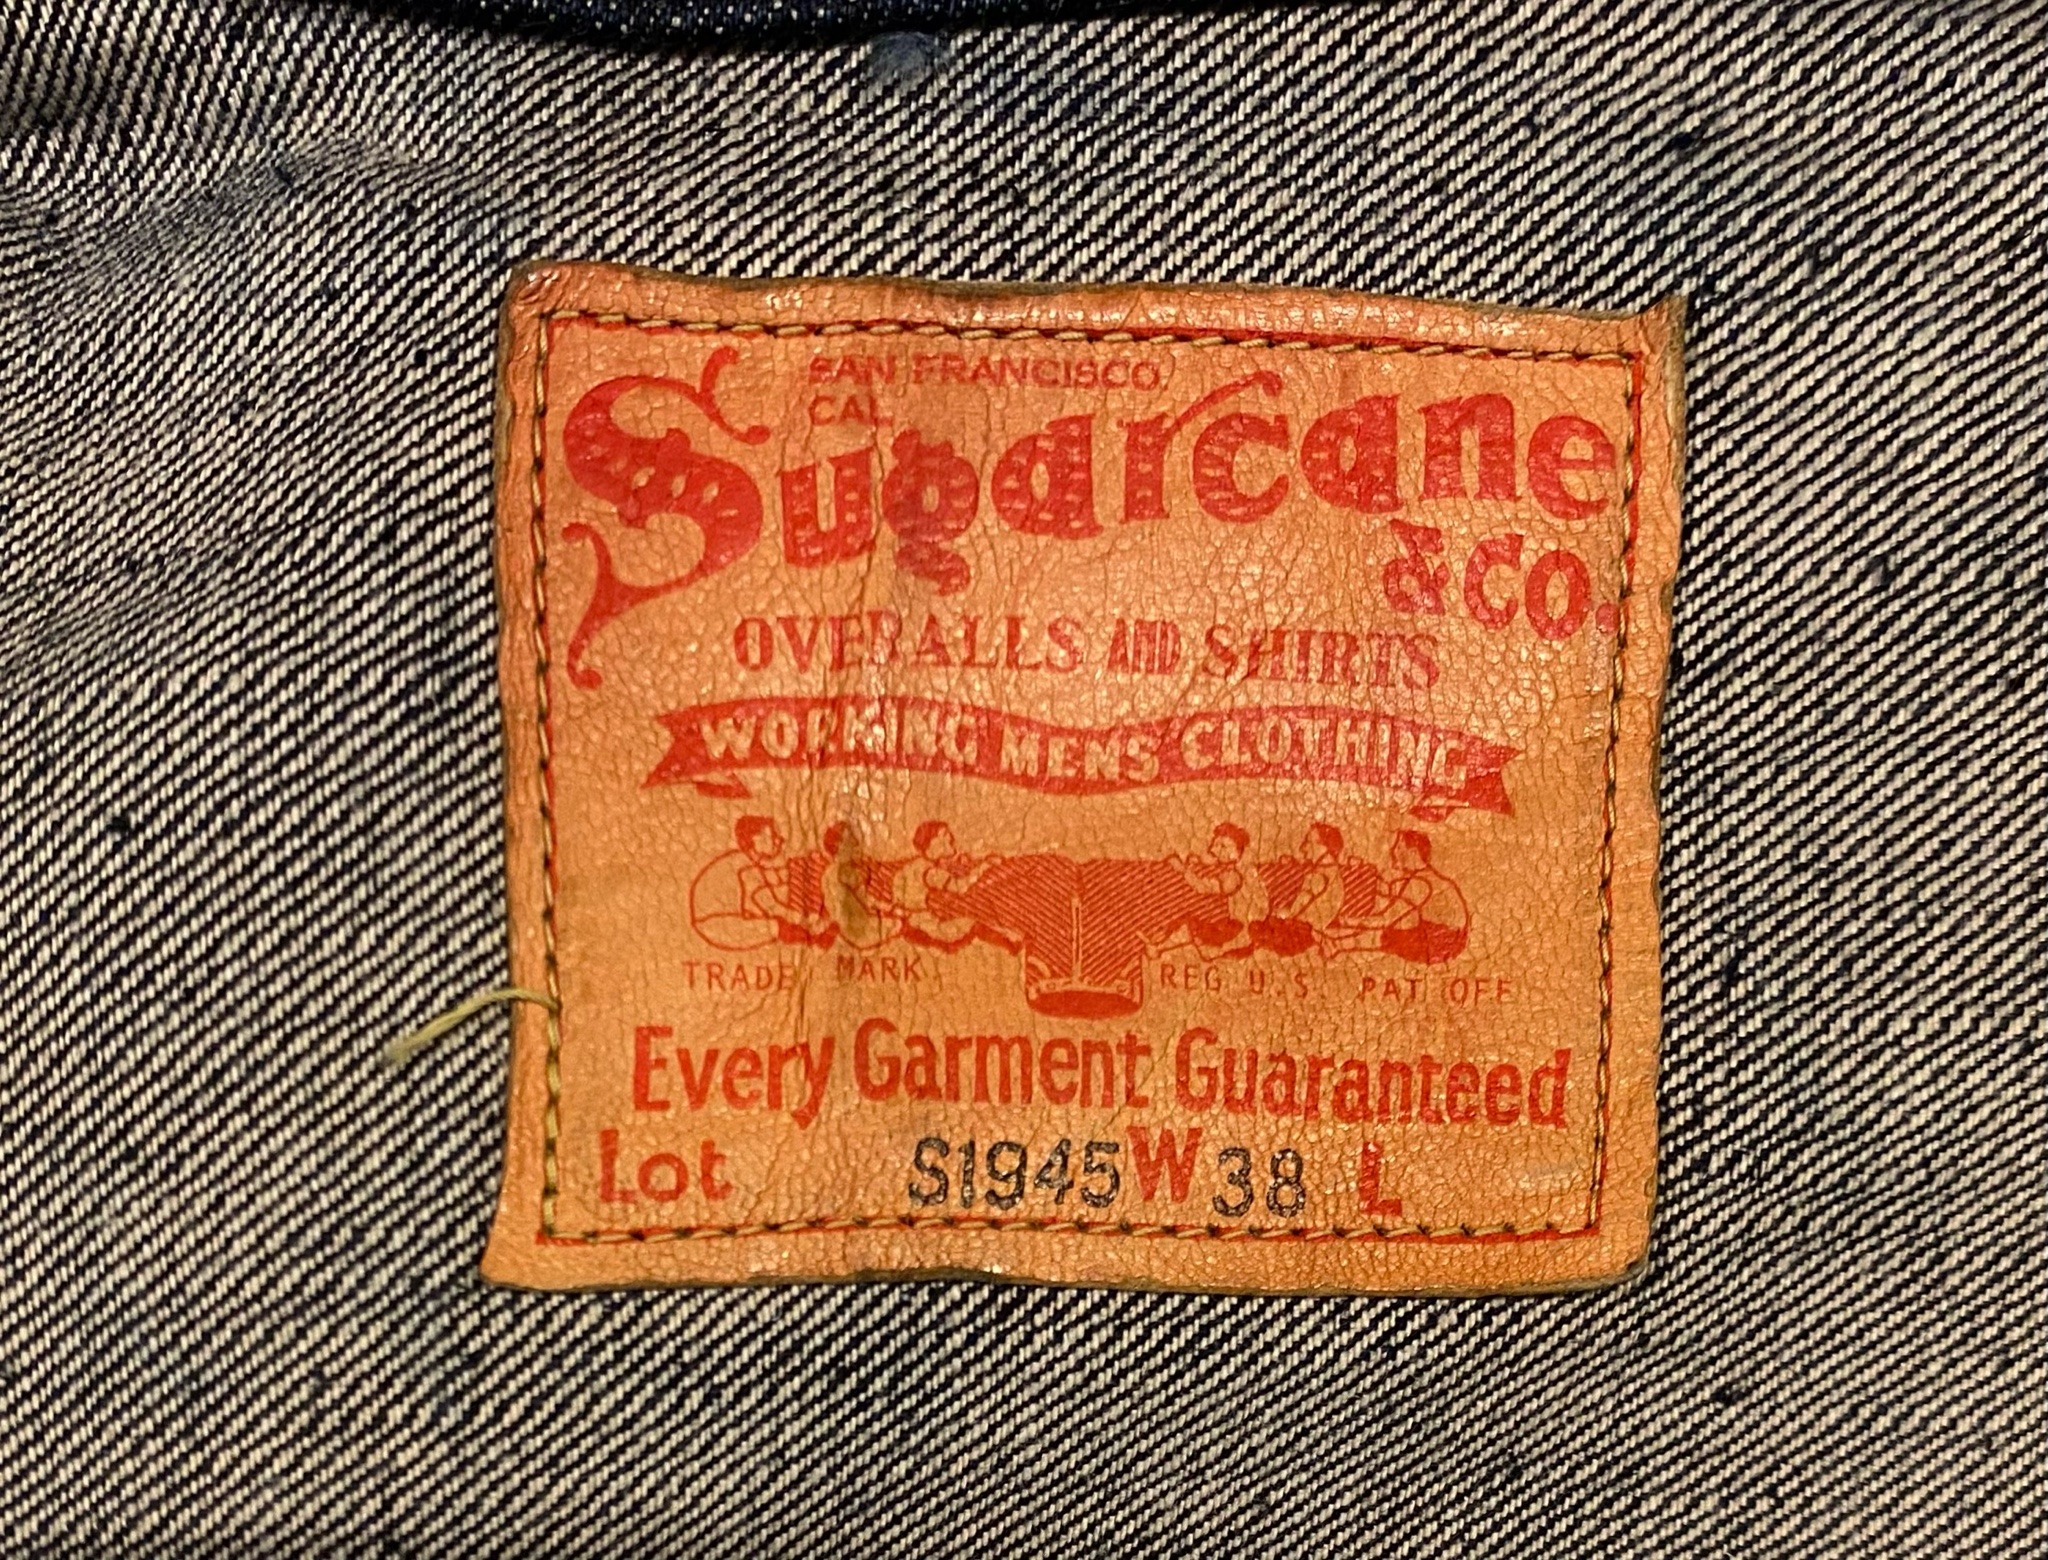 SAN FRANCISCO,
CAL
Sugarcane
& CO.
OVERALLS AND SHIRTS
WORKING MENS CLOTHING
TRADE MARK REG U.S. PAT OFF
Every Garment Guaranteed
Lot S1945 W 38 L